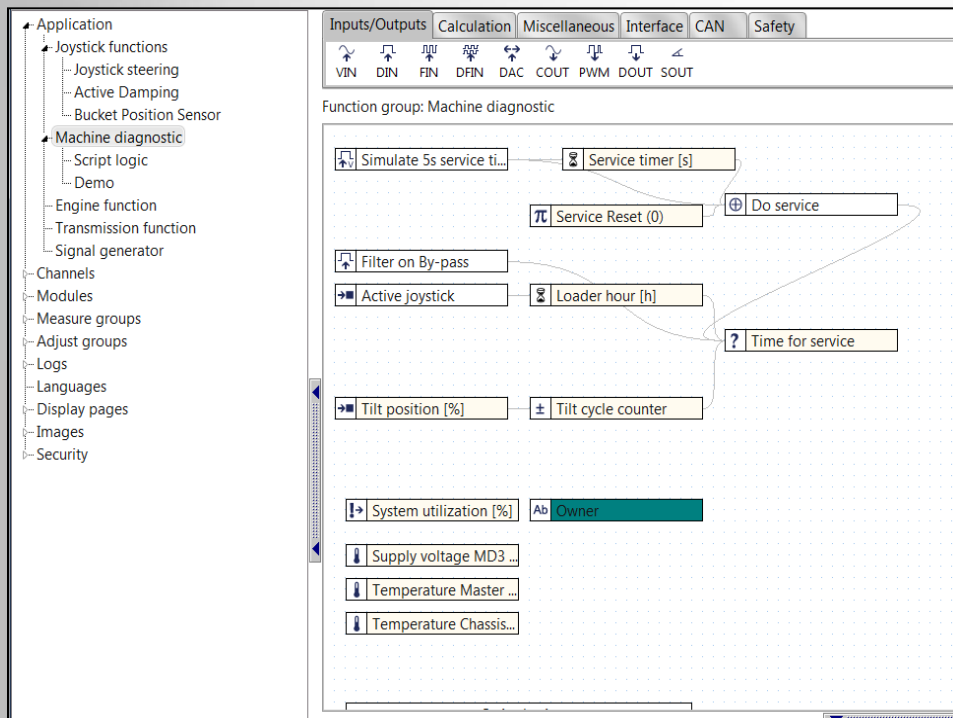 Application
Joystick functions
Joystick steering
Active Damping
Bucket Position Sensor
Machine diagnostic
Script logic
Demo
Engine function
Transmission function
Signal generator
Channels
Modules
Measure groups
Adjust groups
Logs
Languages
Display pages
Images
Security
Inputs/Outputs Calculation Miscellaneous Interface CAN Safety
VIN DIN FIN DFIN DAC COUT PWM DOUT SOUT
Function group: Machine diagnostic
V Simulate 5s service ti... Service timer [s]
⊕ Do service
π Service Reset (0)
Filter on By-pass
Active joystick Loader hour [h]
? Time for service
Tilt position [%] ± Tilt cycle counter
! System utilization [%] Ab Owner
Supply voltage MD3 ...
Temperature Master ...
Temperature Chassis...